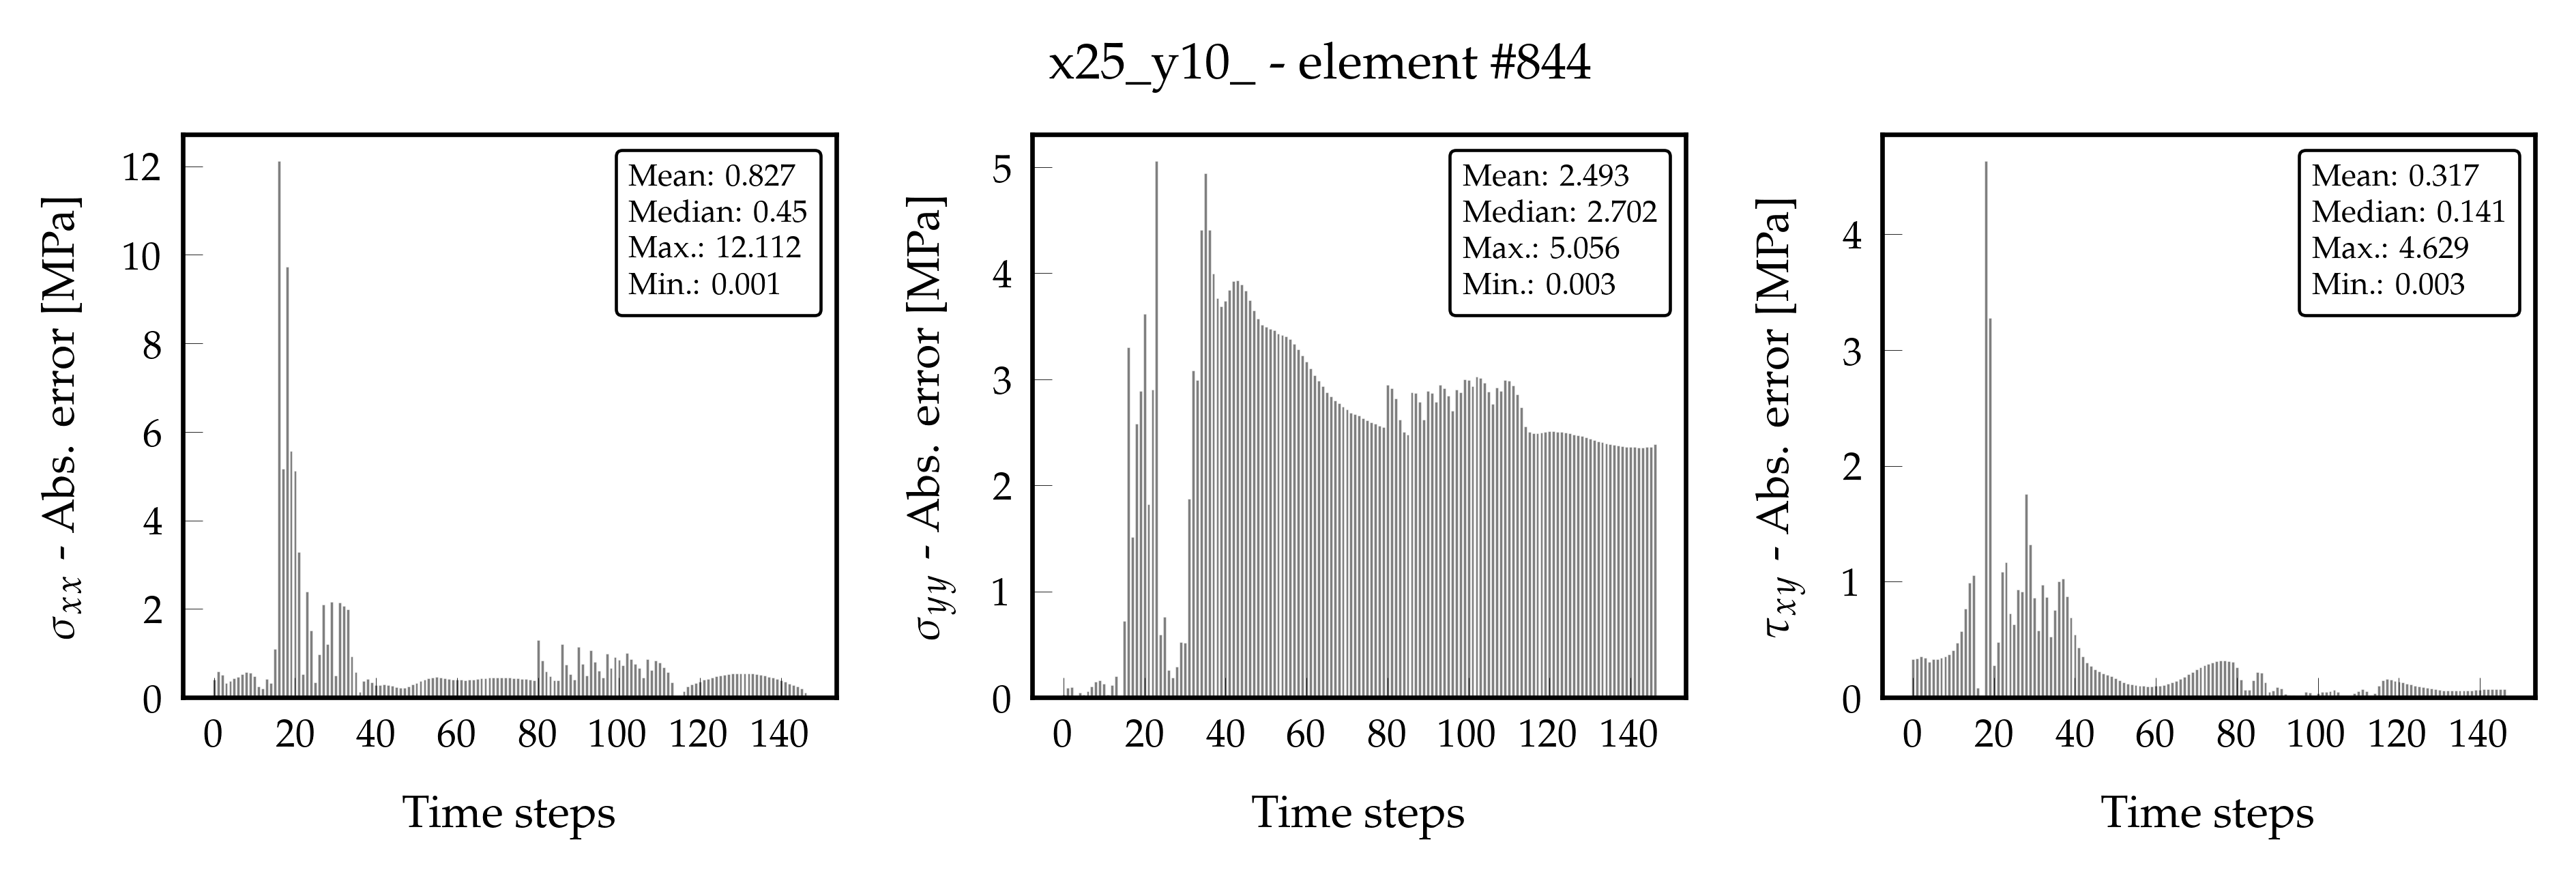 x25_y10_ - element #844
σxx - Abs. error [MPa]
12
10
8
6
4
2
0
Mean: 0.827
Median: 0.45
Max.: 12.112
Min.: 0.001
0 20 40 60 80 100 120 140
Time steps
σyy - Abs. error [MPa]
5
4
3
2
1
0
Mean: 2.493
Median: 2.702
Max.: 5.056
Min.: 0.003
0 20 40 60 80 100 120 140
Time steps
τxy - Abs. error [MPa]
4
3
2
1
0
Mean: 0.317
Median: 0.141
Max.: 4.629
Min.: 0.003
0 20 40 60 80 100 120 140
Time steps